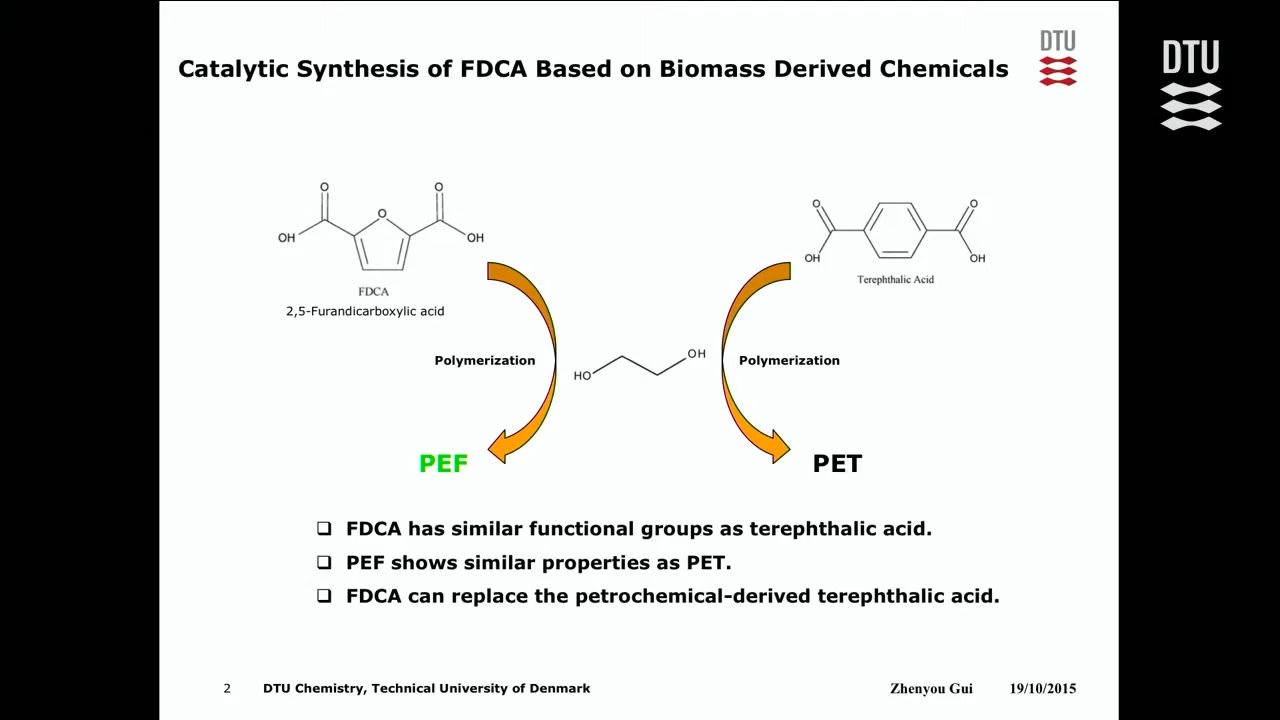 Catalytic Synthesis of FDCA Based on Biomass Derived Chemicals
DTU
DTU
O
O
O
OH
OH
FDCA
2,5-Furandicarboxylic acid
O
O
OH
OH
Terephthalic Acid
Polymerization
HO
OH
Polymerization
PEF
PET
❑ FDCA has similar functional groups as terephthalic acid.
❑ PEF shows similar properties as PET.
❑ FDCA can replace the petrochemical-derived terephthalic acid.
2 DTU Chemistry, Technical University of Denmark Zhenyou Gui 19/10/2015